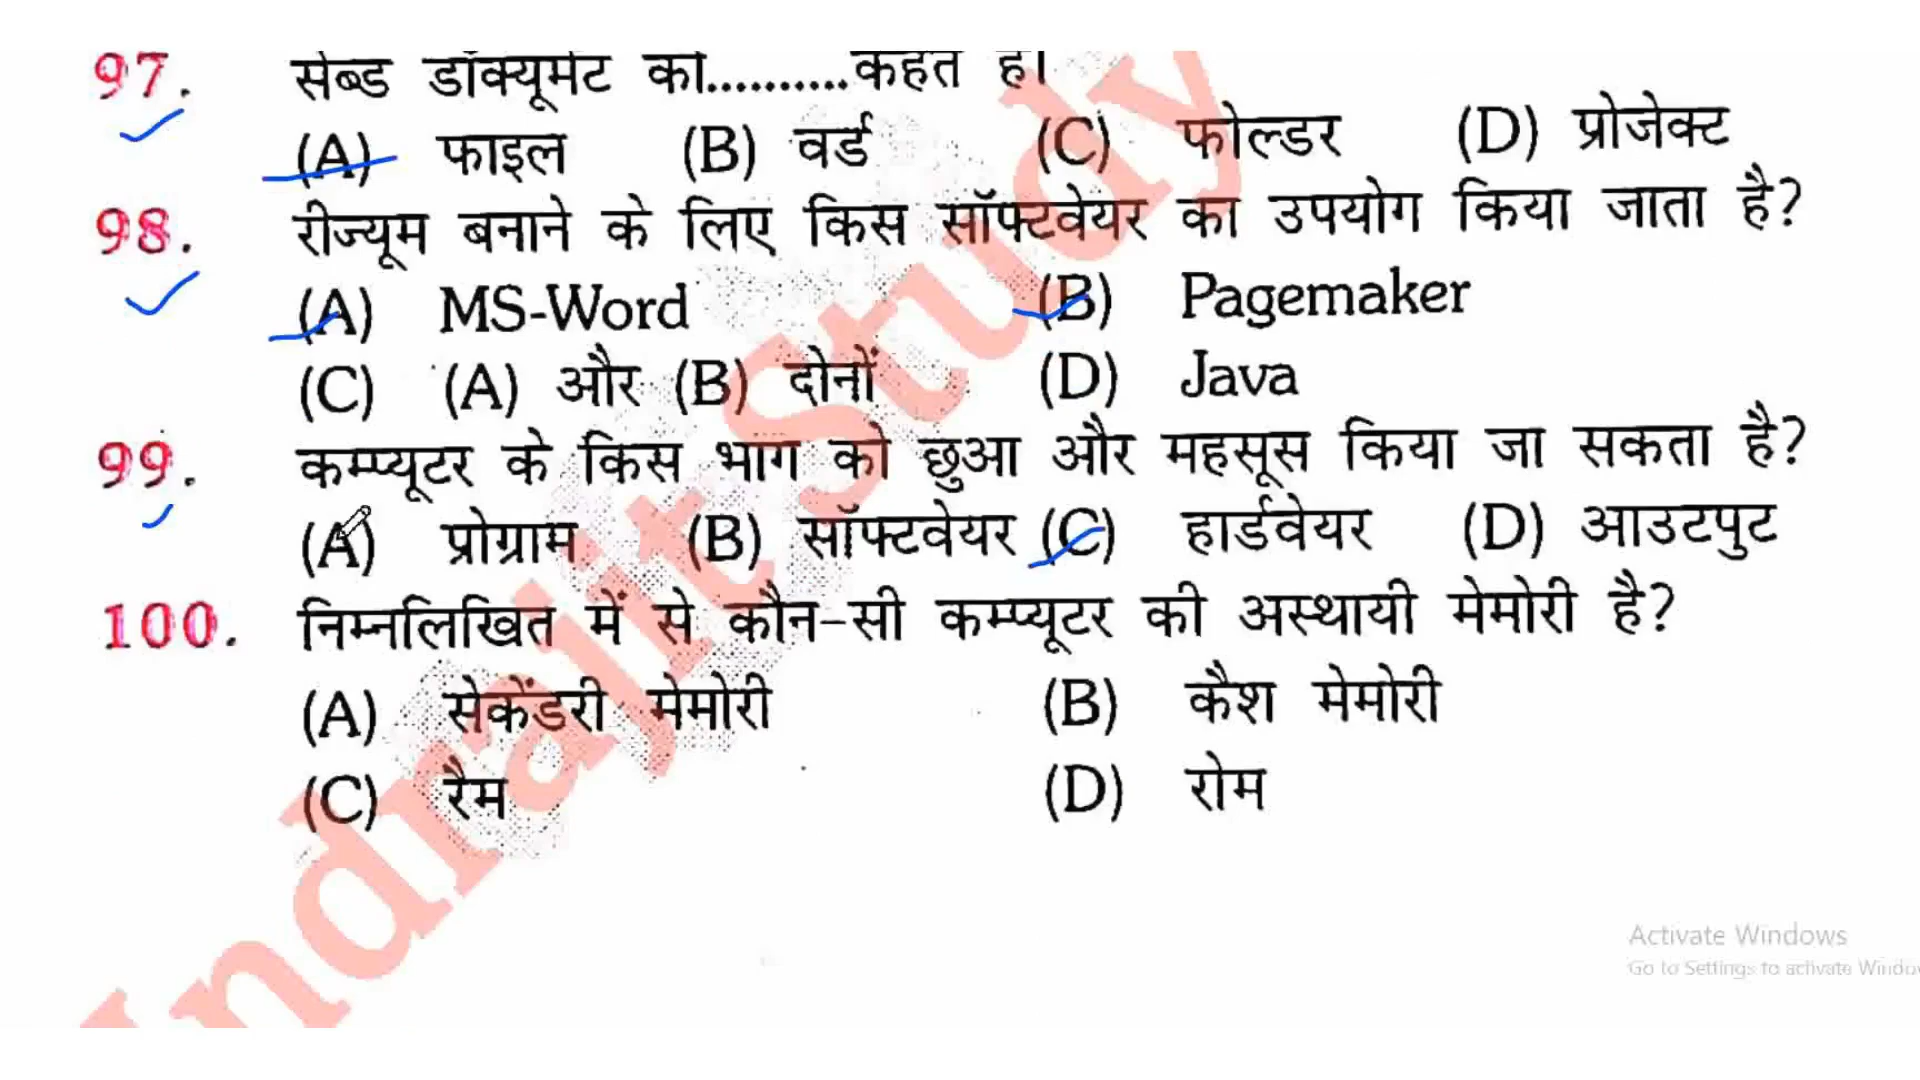 97. सेब्ड डॉक्यूमेंट को..........कहते हैं।
(A) फाइल (B) वर्ड (C) फोल्डर (D) प्रोजेक्ट
98. रीज्यूम बनाने के लिए किस सॉफ्टवेयर का उपयोग किया जाता है?
(A) MS-Word (B) Pagemaker
(C) (A) और (B) दोनों (D) Java
99. कम्प्यूटर के किस भाग को छुआ और महसूस किया जा सकता है?
(A) प्रोग्राम (B) सॉफ्टवेयर (C) हार्डवेयर (D) आउटपुट
100. निम्नलिखित में से कौन-सी कम्प्यूटर की अस्थायी मेमोरी है?
(A) सेकेंडरी मेमोरी (B) कैश मेमोरी
(C) रैम (D) रोम
Indrajit Study
Activate Windows
Go to Settings to activate Windo